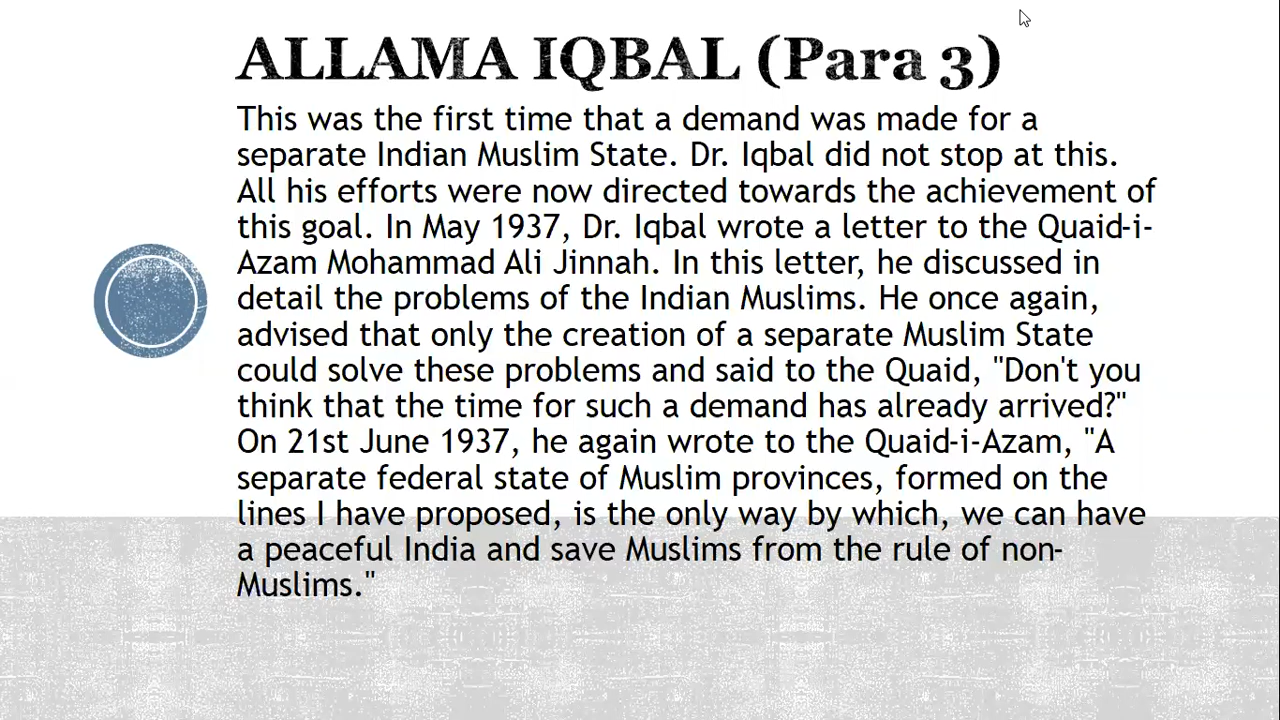 ALLAMA IQBAL (Para 3)
This was the first time that a demand was made for a
separate Indian Muslim State. Dr. Iqbal did not stop at this.
All his efforts were now directed towards the achievement of
this goal. In May 1937, Dr. Iqbal wrote a letter to the Quaid-i-
Azam Mohammad Ali Jinnah. In this letter, he discussed in
detail the problems of the Indian Muslims. He once again,
advised that only the creation of a separate Muslim State
could solve these problems and said to the Quaid, "Don't you
think that the time for such a demand has already arrived?"
On 21st June 1937, he again wrote to the Quaid-i-Azam, "A
separate federal state of Muslim provinces, formed on the
lines I have proposed, is the only way by which, we can have
a peaceful India and save Muslims from the rule of non-
Muslims."